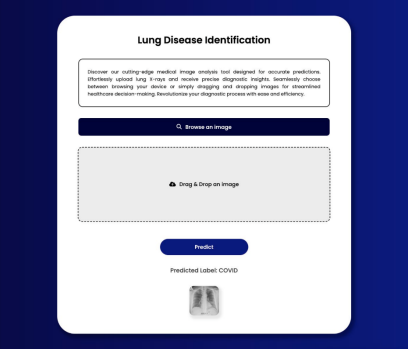 Lung Disease Identification
Discover our cutting-edge medical image analysis tool designed for accurate predictions.
Effortlessly upload lung X-rays and receive precise diagnostic insights. Seamlessly choose
between browsing your device or simply dragging and dropping images for streamlined
healthcare decision-making. Revolutionize your diagnostic process with ease and efficiency.
Browse an Image
Drag & Drop an image
Predict
Predicted Label: COVID